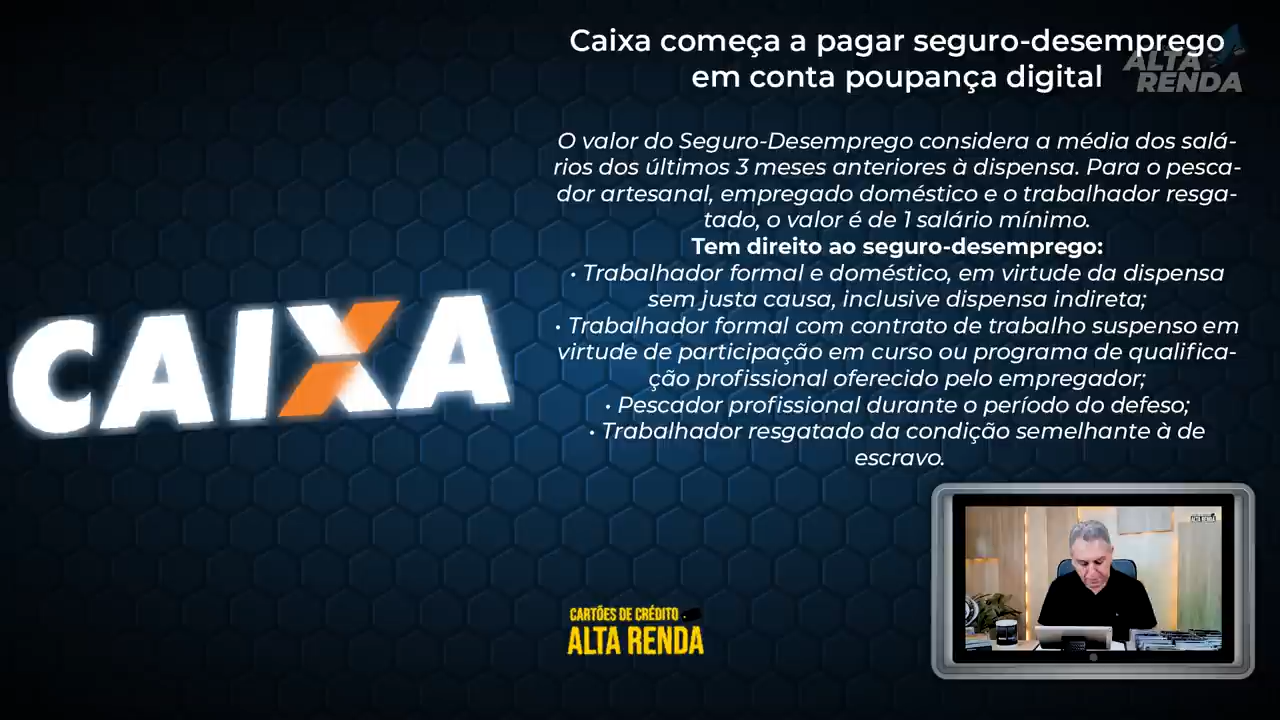 Caixa começa a pagar seguro-desemprego
em conta poupança digital
ALTA
RENDA
O valor do Seguro-Desemprego considera a média dos salá-
rios dos últimos 3 meses anteriores à dispensa. Para o pesca-
dor artesanal, empregado doméstico e o trabalhador resga-
tado, o valor é de 1 salário mínimo.
Tem direito ao seguro-desemprego:
• Trabalhador formal e doméstico, em virtude da dispensa
sem justa causa, inclusive dispensa indireta;
• Trabalhador formal com contrato de trabalho suspenso em
virtude de participação em curso ou programa de qualifica-
ção profissional oferecido pelo empregador;
• Pescador profissional durante o período do defeso;
• Trabalhador resgatado da condição semelhante à de
escravo.
CAIXA
CARTÕES DE CRÉDITO
ALTA RENDA
ALTA RENDA